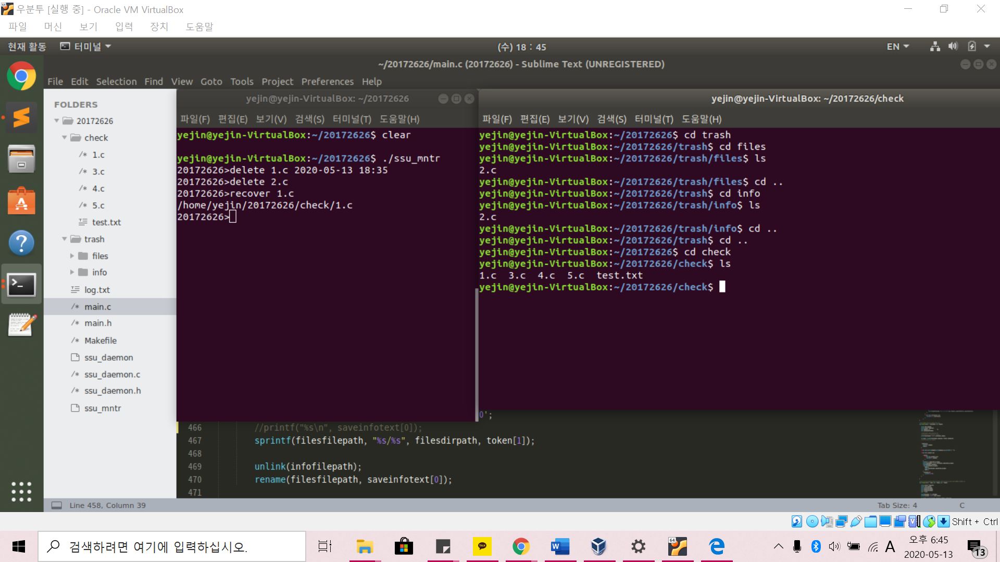 우분투 [실행 중] - Oracle VM VirtualBox
파일 머신 보기 입력 장치 도움말
현재 활동 터미널 (수) 18 : 45 EN
~/20172626/main.c (20172626) - Sublime Text (UNREGISTERED)
File Edit Selection Find View Goto Tools Project Preferences Help
FOLDERS
20172626
check
/* 1.c
/* 3.c
/* 4.c
/* 5.c
test.txt
trash
files
info
log.txt
/* main.c
/* main.h
/* Makefile
ssu_daemon
/* ssu_daemon.c
/* ssu_daemon.h
ssu_mntr
yejin@yejin-VirtualBox: ~/20172626
파일(F) 편집(E) 보기(V) 검색(S) 터미널(T) 도움말(H)
yejin@yejin-VirtualBox:~/20172626$ clear
yejin@yejin-VirtualBox:~/20172626$ ./ssu_mntr
20172626>delete 1.c 2020-05-13 18:35
20172626>delete 2.c
20172626>recover 1.c
/home/yejin/20172626/check/1.c
20172626>
yejin@yejin-VirtualBox: ~/20172626/check
파일(F) 편집(E) 보기(V) 검색(S) 터미널(T) 도움말(H)
yejin@yejin-VirtualBox:~/20172626$ cd trash
yejin@yejin-VirtualBox:~/20172626/trash$ cd files
yejin@yejin-VirtualBox:~/20172626/trash/files$ ls
2.c
yejin@yejin-VirtualBox:~/20172626/trash/files$ cd ..
yejin@yejin-VirtualBox:~/20172626/trash$ cd info
yejin@yejin-VirtualBox:~/20172626/trash/info$ ls
2.c
yejin@yejin-VirtualBox:~/20172626/trash/info$ cd ..
yejin@yejin-VirtualBox:~/20172626/trash$ cd ..
yejin@yejin-VirtualBox:~/20172626$ cd check
yejin@yejin-VirtualBox:~/20172626/check$ ls
1.c 3.c 4.c 5.c test.txt
yejin@yejin-VirtualBox:~/20172626/check$
0';
466 //printf("%s\n", saveinfotext[0]);
467 sprintf(filesfilepath, "%s/%s", filesdirpath, token[1]);
468
469 unlink(infofilepath);
470 rename(filesfilepath, saveinfotext[0]);
471
Line 458, Column 39 Tab Size: 4 C
Shift + Ctrl
검색하려면 여기에 입력하십시오.
A 오후 6:45
2020-05-13
13